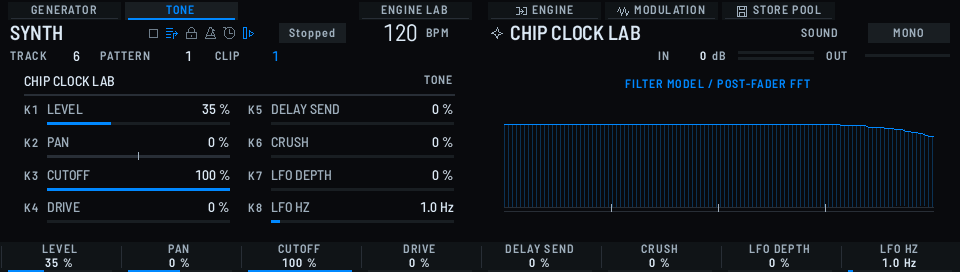 GENERATOR TONE ENGINE LAB ENGINE MODULATION STORE POOL
SYNTH Stopped 120 BPM CHIP CLOCK LAB SOUND MONO
TRACK 6 PATTERN 1 CLIP 1 IN 0 dB OUT
CHIP CLOCK LAB TONE FILTER MODEL / POST-FADER FFT
K1 LEVEL 35 % K5 DELAY SEND 0 %
K2 PAN 0 % K6 CRUSH 0 %
K3 CUTOFF 100 % K7 LFO DEPTH 0 %
K4 DRIVE 0 % K8 LFO HZ 1.0 Hz
LEVEL PAN CUTOFF DRIVE DELAY SEND CRUSH LFO DEPTH LFO HZ
35 % 0 % 100 % 0 % 0 % 0 % 0 % 1.0 Hz